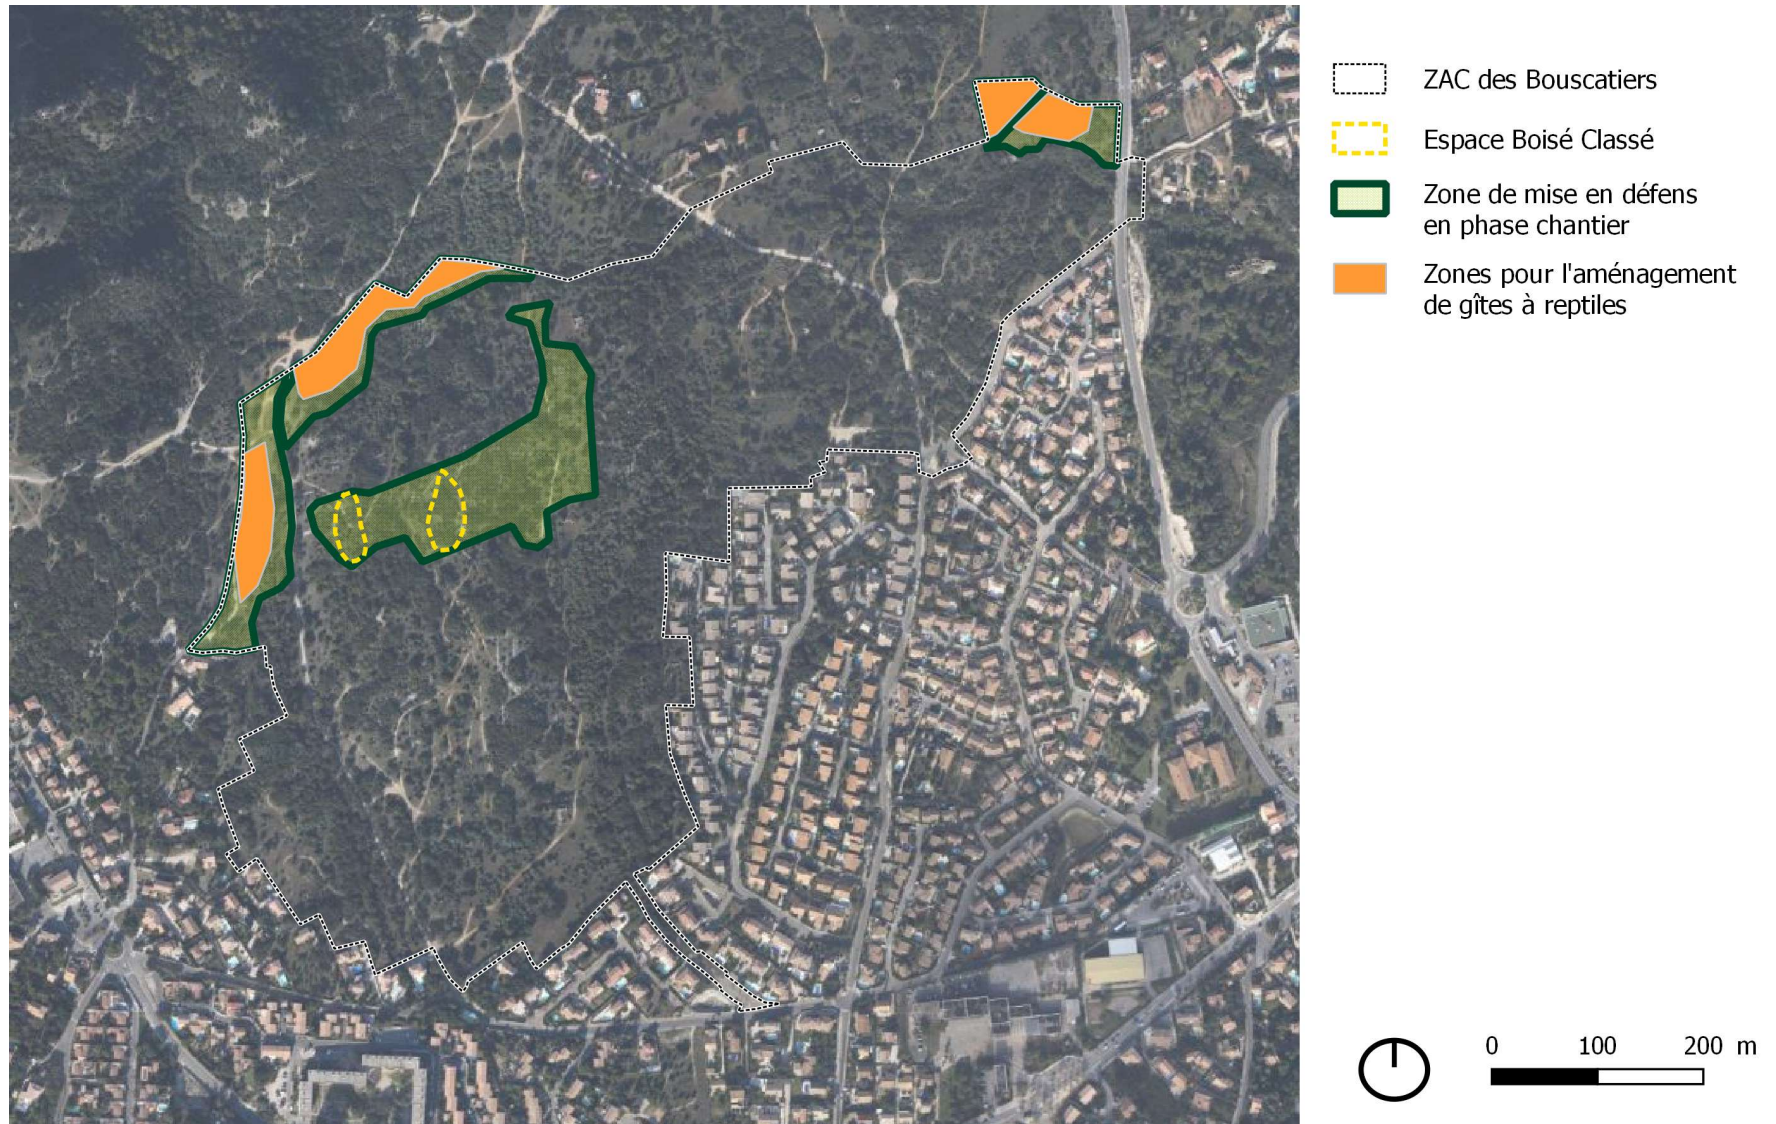 ZAC des Bouscatiers
Espace Boisé Classé
Zone de mise en défens
en phase chantier
Zones pour l'aménagement
de gîtes à reptiles
0 100 200 m